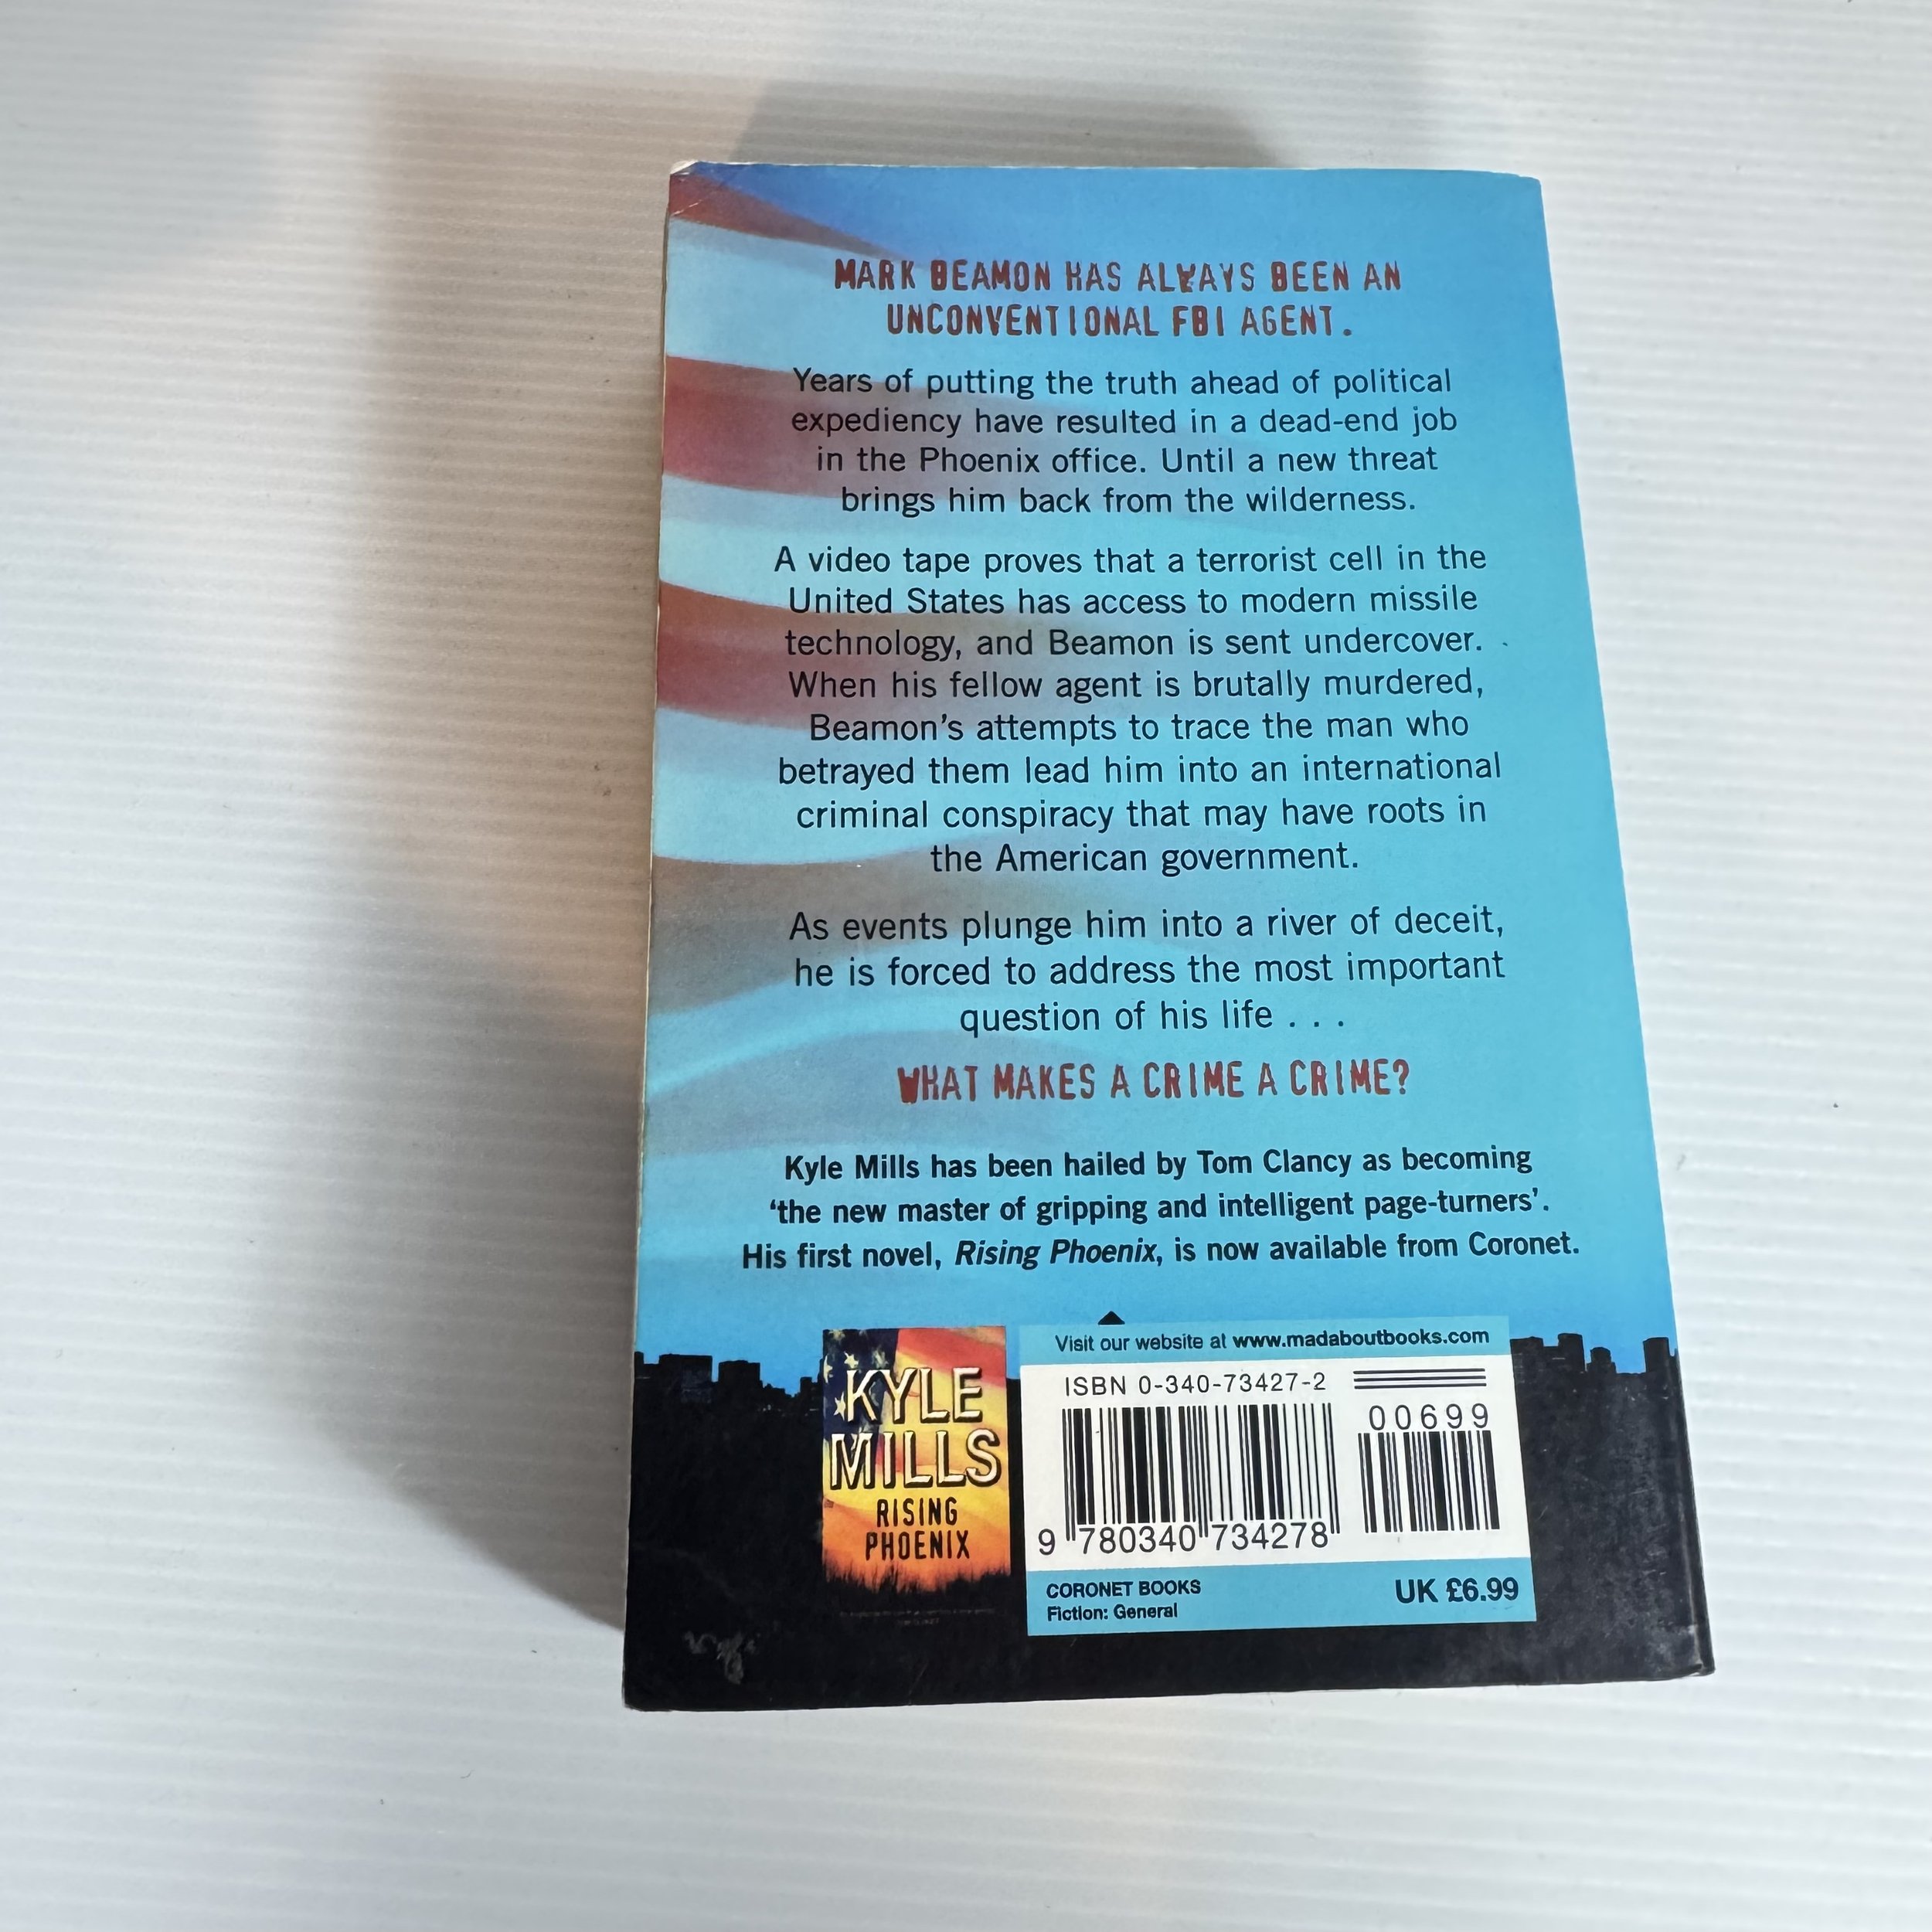 MARK BEAMON HAS ALWAYS BEEN AN
UNCONVENTIONAL FBI AGENT.
Years of putting the truth ahead of political
expediency have resulted in a dead-end job
in the Phoenix office. Until a new threat
brings him back from the wilderness.
A video tape proves that a terrorist cell in the
United States has access to modern missile
technology, and Beamon is sent undercover.
When his fellow agent is brutally murdered,
Beamon’s attempts to trace the man who
betrayed them lead him into an international
criminal conspiracy that may have roots in
the American government.
As events plunge him into a river of deceit,
he is forced to address the most important
question of his life . . .
WHAT MAKES A CRIME A CRIME?
Kyle Mills has been hailed by Tom Clancy as becoming
‘the new master of gripping and intelligent page-turners’.
His first novel, Rising Phoenix, is now available from Coronet.
KYLE
MILLS
RISING
PHOENIX
Visit our website at www.madaboutbooks.com
ISBN 0-340-73427-2
00699
9 780340 734278
CORONET BOOKS
Fiction: General
UK £6.99